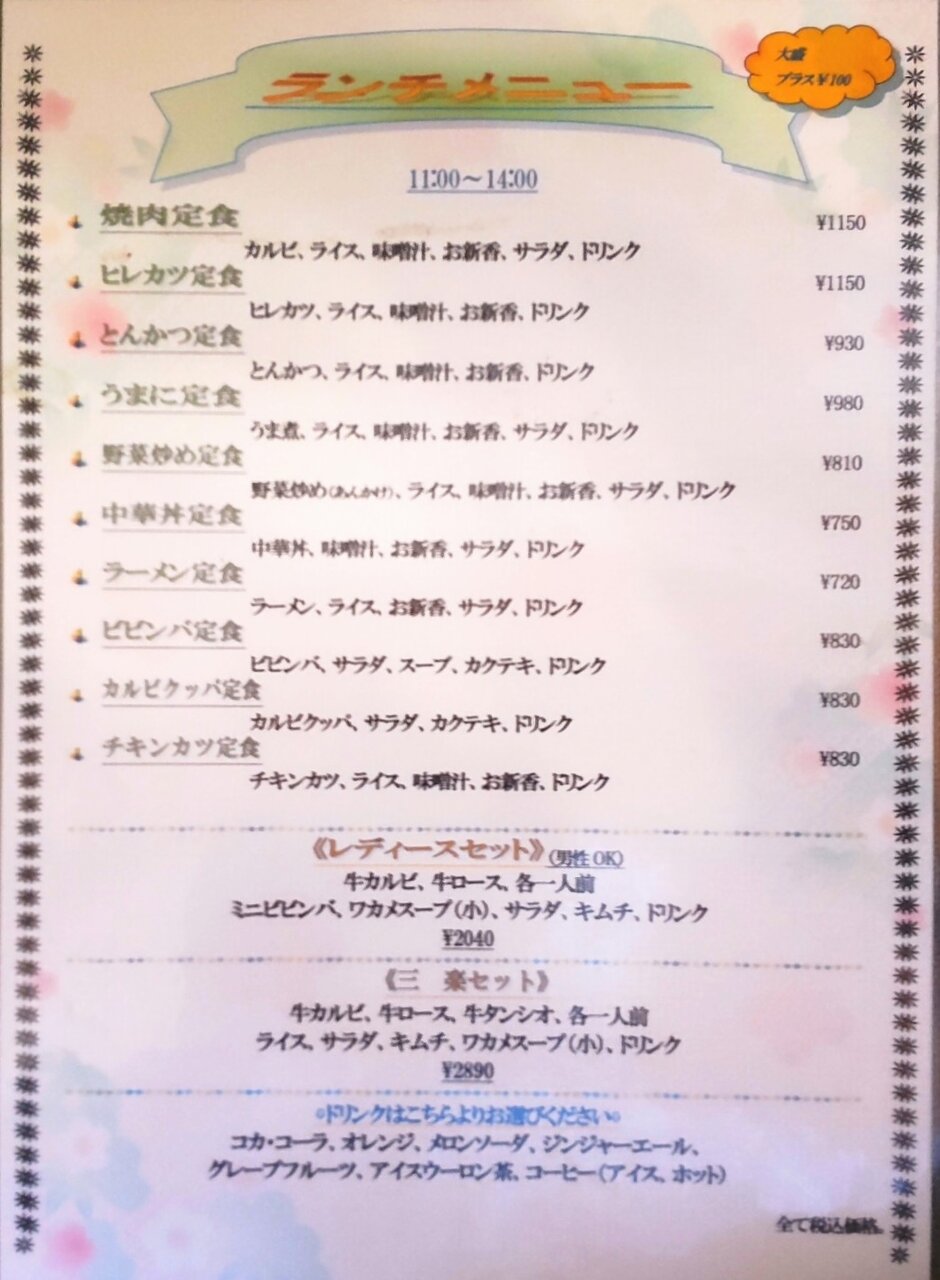 ランチメニュー
大盛
プラス¥100
11:00～14:00
焼肉定食 ¥1150
カルビ、ライス、味噌汁、お新香、サラダ、ドリンク
ヒレカツ定食 ¥1150
ヒレカツ、ライス、味噌汁、お新香、ドリンク
とんかつ定食 ¥930
とんかつ、ライス、味噌汁、お新香、ドリンク
うまに定食 ¥980
うま煮、ライス、味噌汁、お新香、サラダ、ドリンク
野菜炒め定食 ¥810
野菜炒め(あんかけ)、ライス、味噌汁、お新香、サラダ、ドリンク
中華丼定食 ¥750
中華丼、味噌汁、お新香、サラダ、ドリンク
ラーメン定食 ¥720
ラーメン、ライス、お新香、サラダ、ドリンク
ビビンバ定食 ¥830
ビビンバ、サラダ、スープ、カクテキ、ドリンク
カルビクッパ定食 ¥830
カルビクッパ、サラダ、カクテキ、ドリンク
チキンカツ定食 ¥830
チキンカツ、ライス、味噌汁、お新香、ドリンク
《レディースセット》(男性OK)
牛カルビ、牛ロース、各一人前
ミニビビンバ、ワカメスープ(小)、サラダ、キムチ、ドリンク
¥2040
《三　楽セット》
牛カルビ、牛ロース、牛タンシオ、各一人前
ライス、サラダ、キムチ、ワカメスープ(小)、ドリンク
¥2890
○ドリンクはこちらよりお選びください○
コカ・コーラ、オレンジ、メロンソーダ、ジンジャーエール、
グレープフルーツ、アイスウーロン茶、コーヒー(アイス、ホット)
全て税込価格。